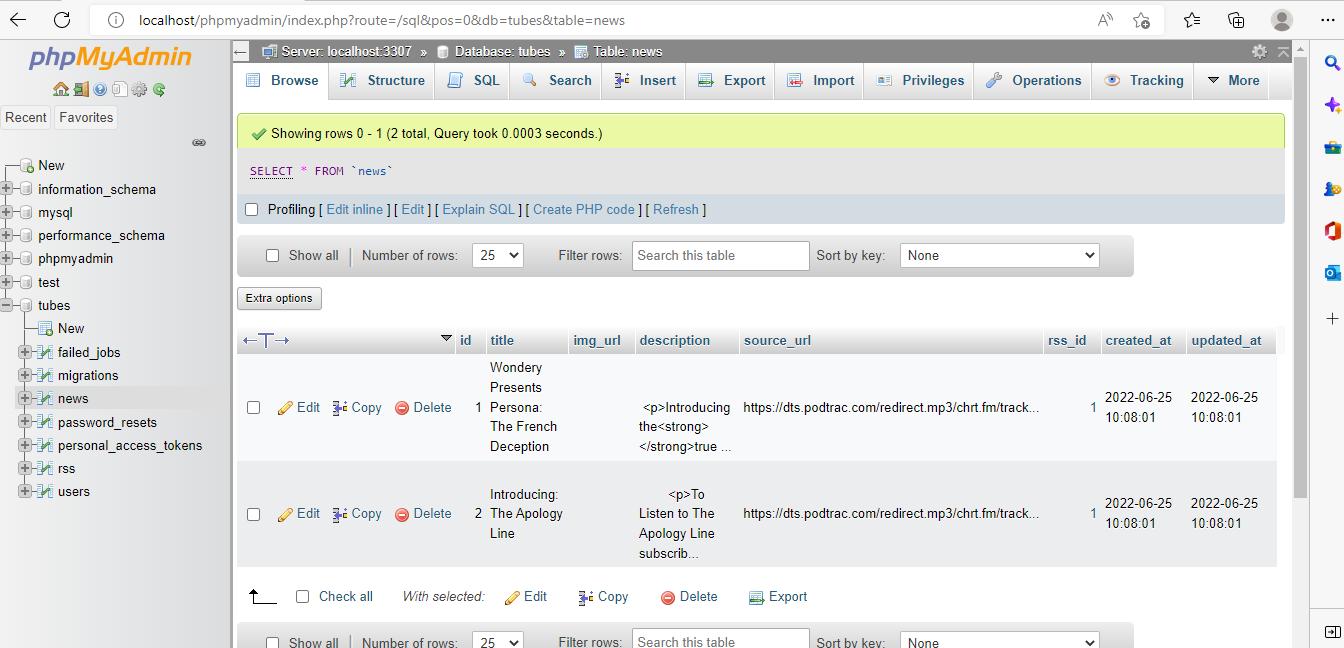 localhost/phpmyadmin/index.php?route=/sql&pos=0&db=tubes&table=news
phpMyAdmin
Recent Favorites
New
information_schema
mysql
performance_schema
phpmyadmin
test
tubes
New
failed_jobs
migrations
news
password_resets
personal_access_tokens
rss
users
Server: localhost:3307 » Database: tubes » Table: news
Browse Structure SQL Search Insert Export Import Privileges Operations Tracking More
Showing rows 0 - 1 (2 total, Query took 0.0003 seconds.)
SELECT * FROM `news`
Profiling [ Edit inline ] [ Edit ] [ Explain SQL ] [ Create PHP code ] [ Refresh ]
Show all Number of rows: 25 Filter rows: Search this table Sort by key: None
Extra options
id title img_url description source_url rss_id created_at updated_at
Edit Copy Delete 1
Wondery
Presents
Persona:
The French
Deception
<p>Introducing
the<strong>
</strong>true ...
https://dts.podtrac.com/redirect.mp3/chrt.fm/track...
1
2022-06-25
10:08:01
2022-06-25
10:08:01
Edit Copy Delete 2
Introducing:
The Apology
Line
<p>To
Listen to The
Apology Line
subscrib...
https://dts.podtrac.com/redirect.mp3/chrt.fm/track...
1
2022-06-25
10:08:01
2022-06-25
10:08:01
Check all With selected: Edit Copy Delete Export
Show all Number of rows: 25 Filter rows: Search this table Sort by key: None